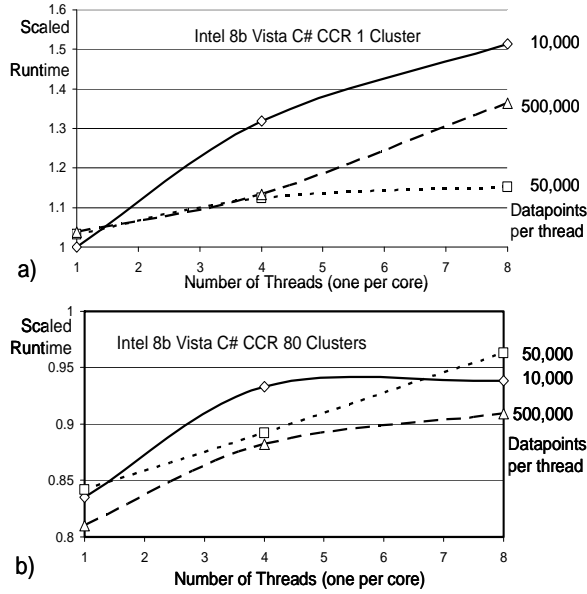 1.6
Scaled
Runtime
Intel 8b Vista C# CCR 1 Cluster
10,000
1.5
1.4
500,000
1.3
1.2
50,000
1.1
Datapoints
per thread
1
a)
1 2 3 4 5 6 7 8
Number of Threads (one per core)
1
Scaled
Runtime
Intel 8b Vista C# CCR 80 Clusters
50,000
0.95
10,000
0.9
500,000
Datapoints
per thread
0.85
0.8
1 2 3 4 5 6 7 8
b)
Number of Threads (one per core)